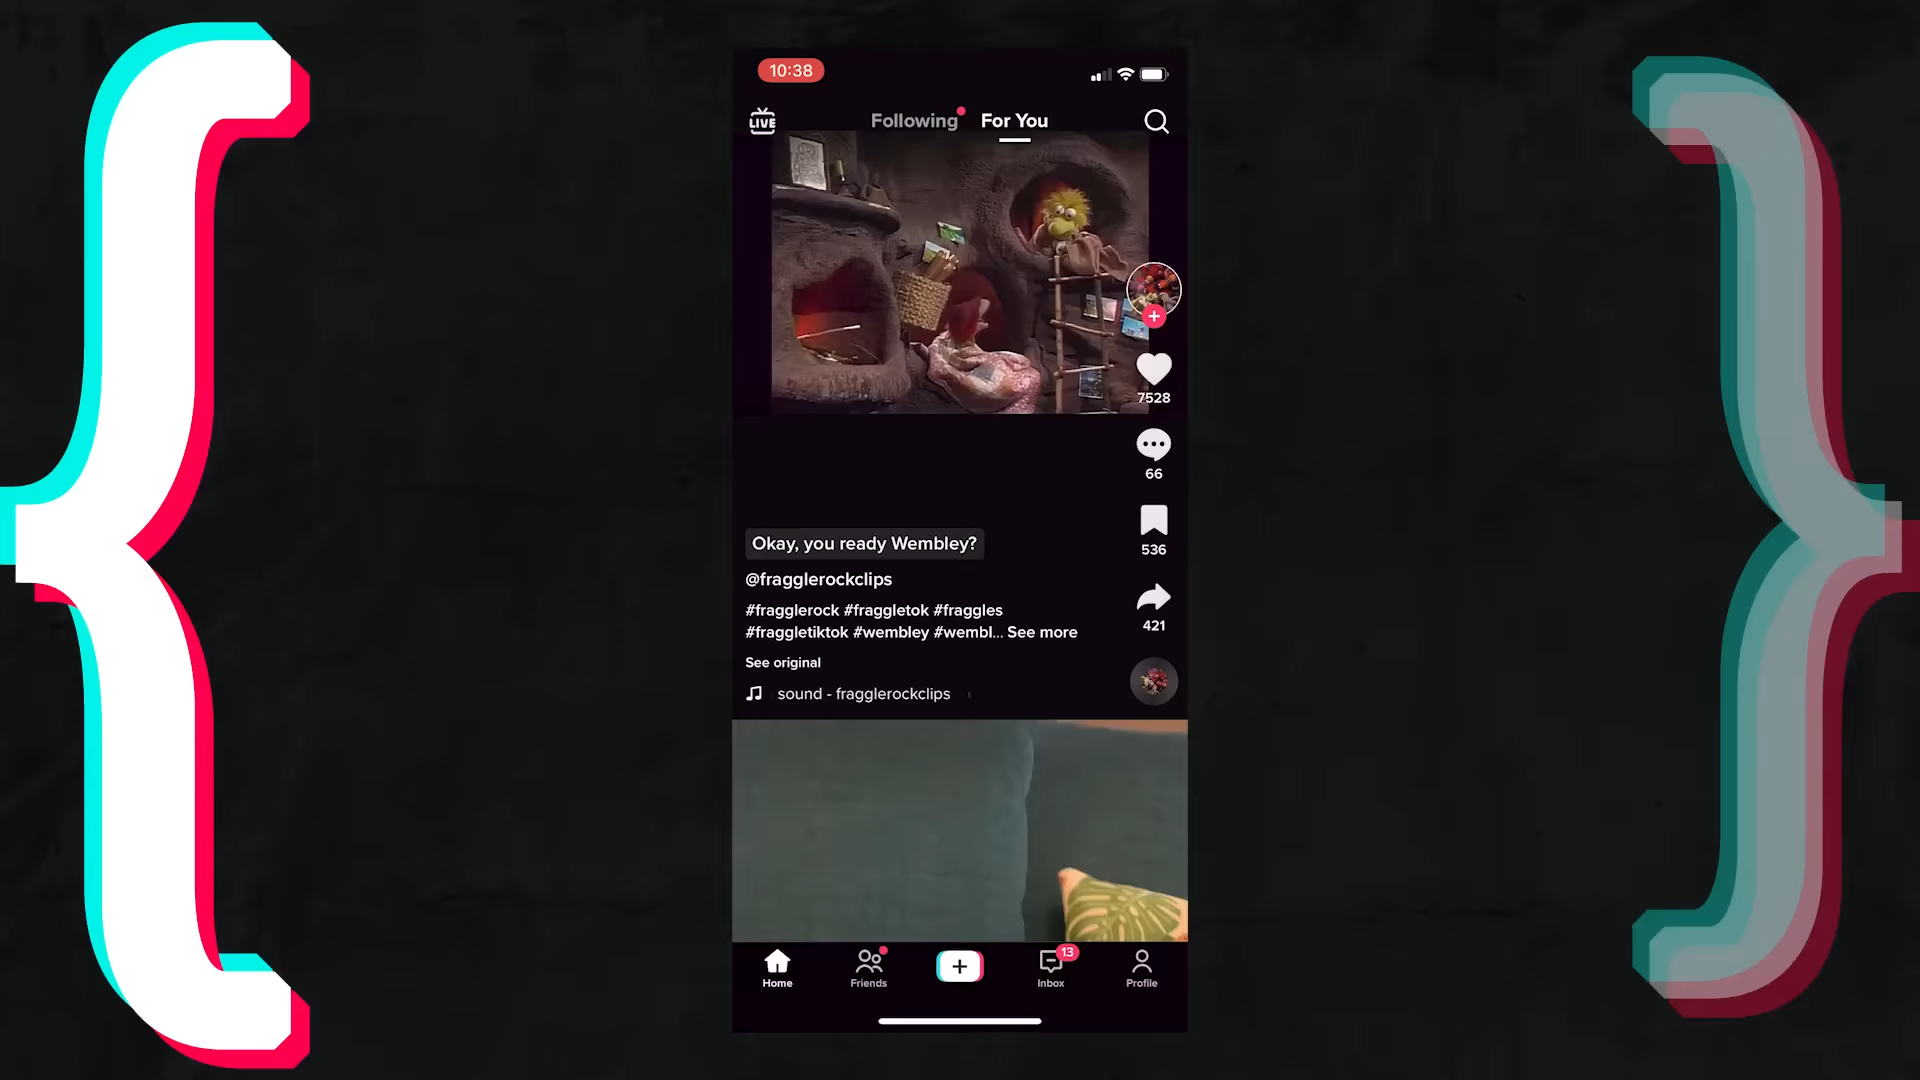 {
}
10:38
LIVE
Following
For You
7528
66
536
421
Okay, you ready Wembley?
@fragglerockclips
#fragglerock #fraggletok #fraggles
#fraggletiktok #wembley #wembl... See more
See original
sound - fragglerockclips
Home
Friends
13
Inbox
Profile